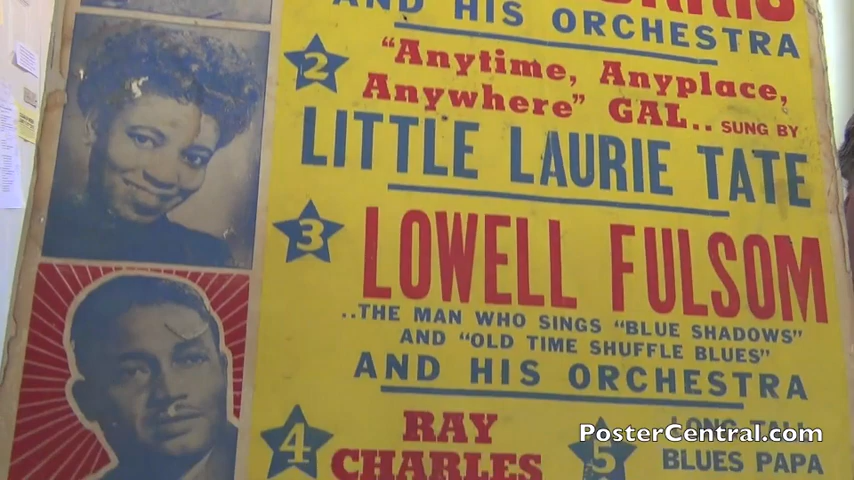 AND HIS ORCHESTRA
2
"Anytime, Anyplace,
Anywhere" GAL.. SUNG BY
LITTLE LAURIE TATE
3
LOWELL FULSOM
..THE MAN WHO SINGS "BLUE SHADOWS"
AND "OLD TIME SHUFFLE BLUES"
AND HIS ORCHESTRA
4 RAY
CHARLES
5 LONG TALL
BLUES PAPA
PosterCentral.com